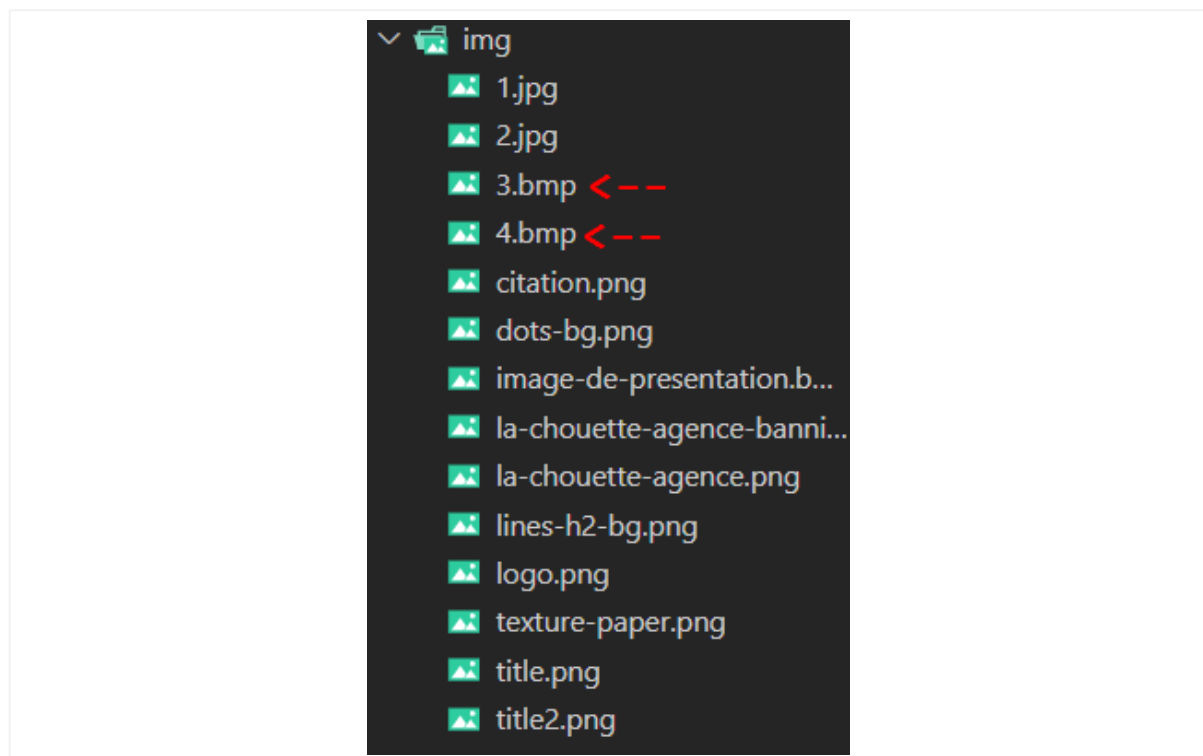 img
1.jpg
2.jpg
3.bmp <--
4.bmp <--
citation.png
dots-bg.png
image-de-presentation.b...
la-chouette-agence-banni...
la-chouette-agence.png
lines-h2-bg.png
logo.png
texture-paper.png
title.png
title2.png